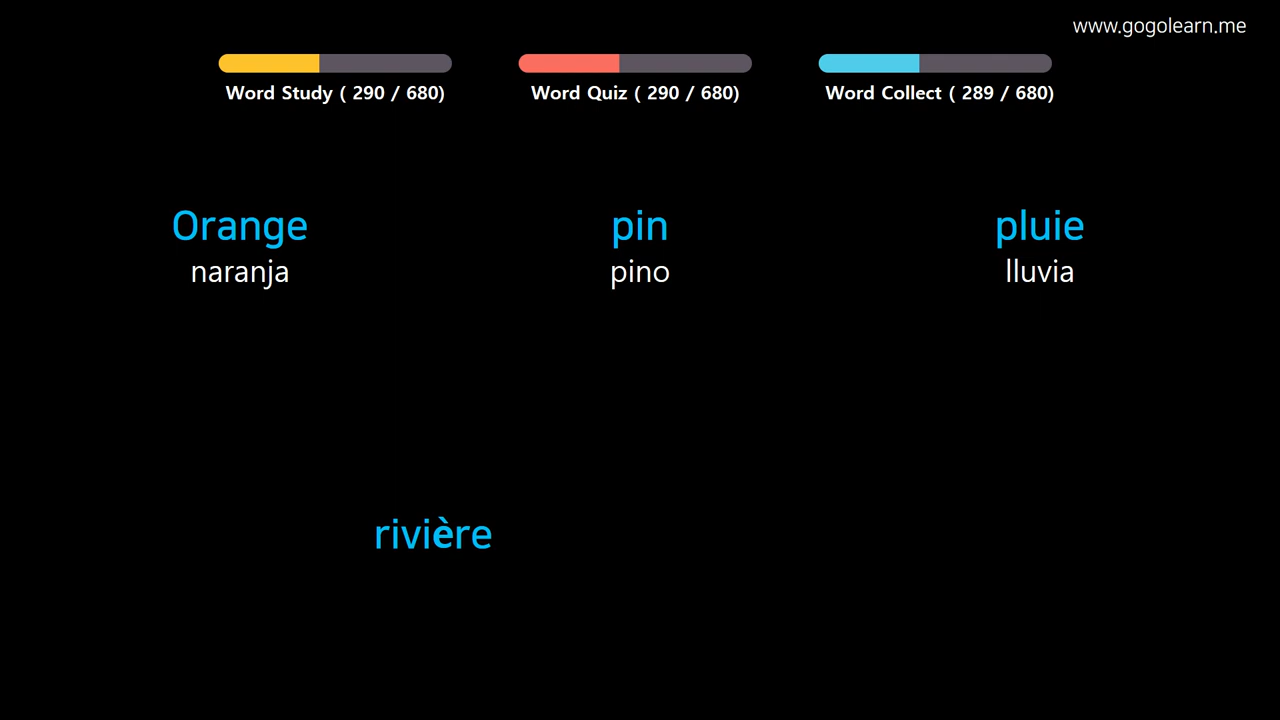 www.gogolearn.me
Word Study ( 290 / 680)
Word Quiz ( 290 / 680)
Word Collect ( 289 / 680)
Orange
naranja
pin
pino
pluie
lluvia
rivière